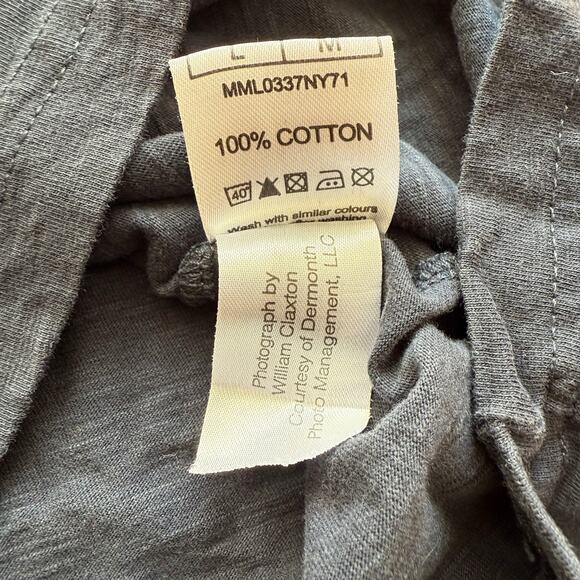 L M
MML0337NY71
100% COTTON
40°
Wash with similar colours
Photograph by
William Claxton
Courtesy of Dermonth
Photo Management, LLC